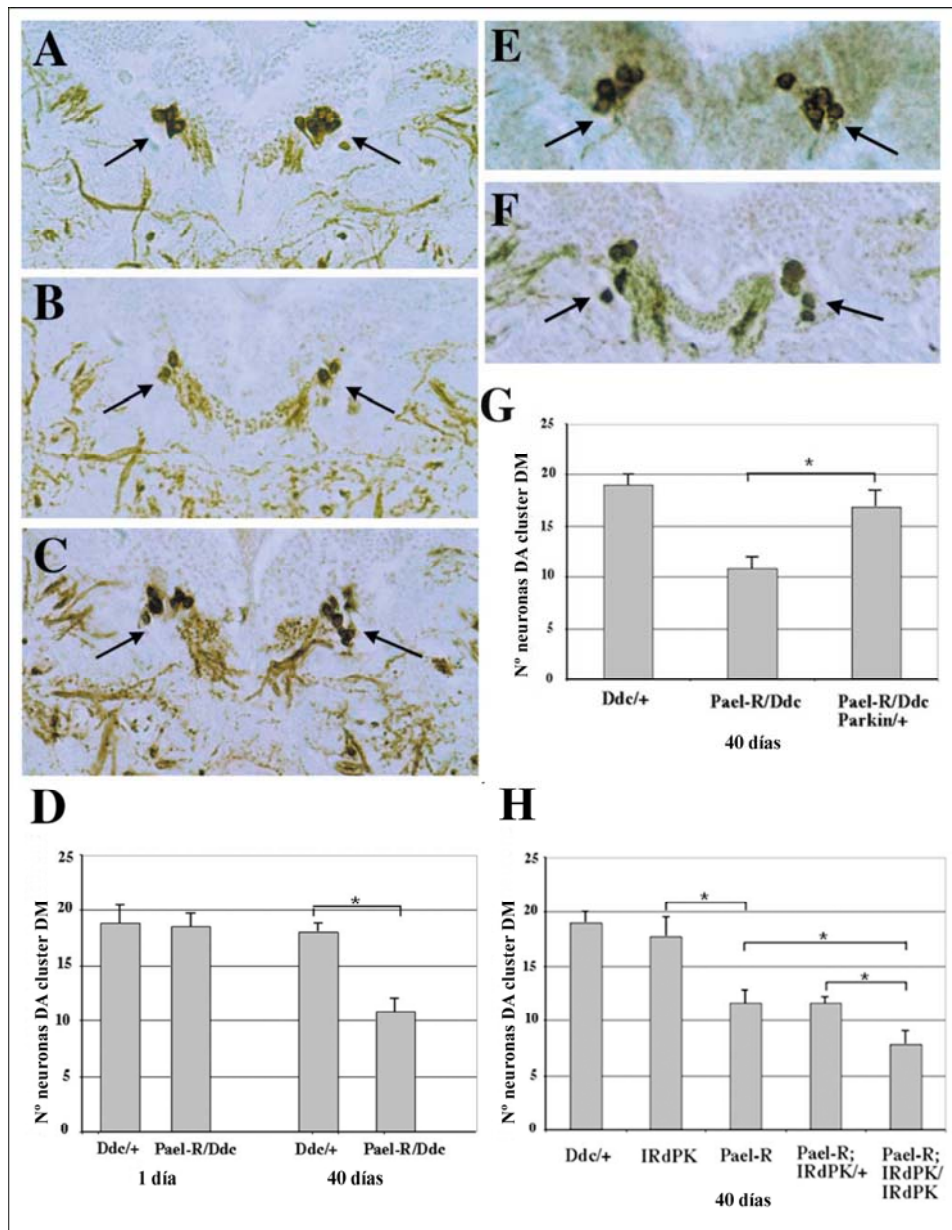 A
B
C
E
F
G
Nº neuronas DA cluster DM
25
20
15
10
5
0
*
Ddc/+
Pael-R/Ddc
Pael-R/Ddc
Parkin/+
40 días
D
Nº neuronas DA cluster DM
25
20
15
10
5
0
*
Ddc/+
Pael-R/Ddc
Ddc/+
Pael-R/Ddc
1 día
40 días
H
Nº neuronas DA cluster DM
25
20
15
10
5
0
*
*
*
Ddc/+
IRdPK
Pael-R
Pael-R;
IRdPK/+
Pael-R;
IRdPK/
IRdPK
40 días